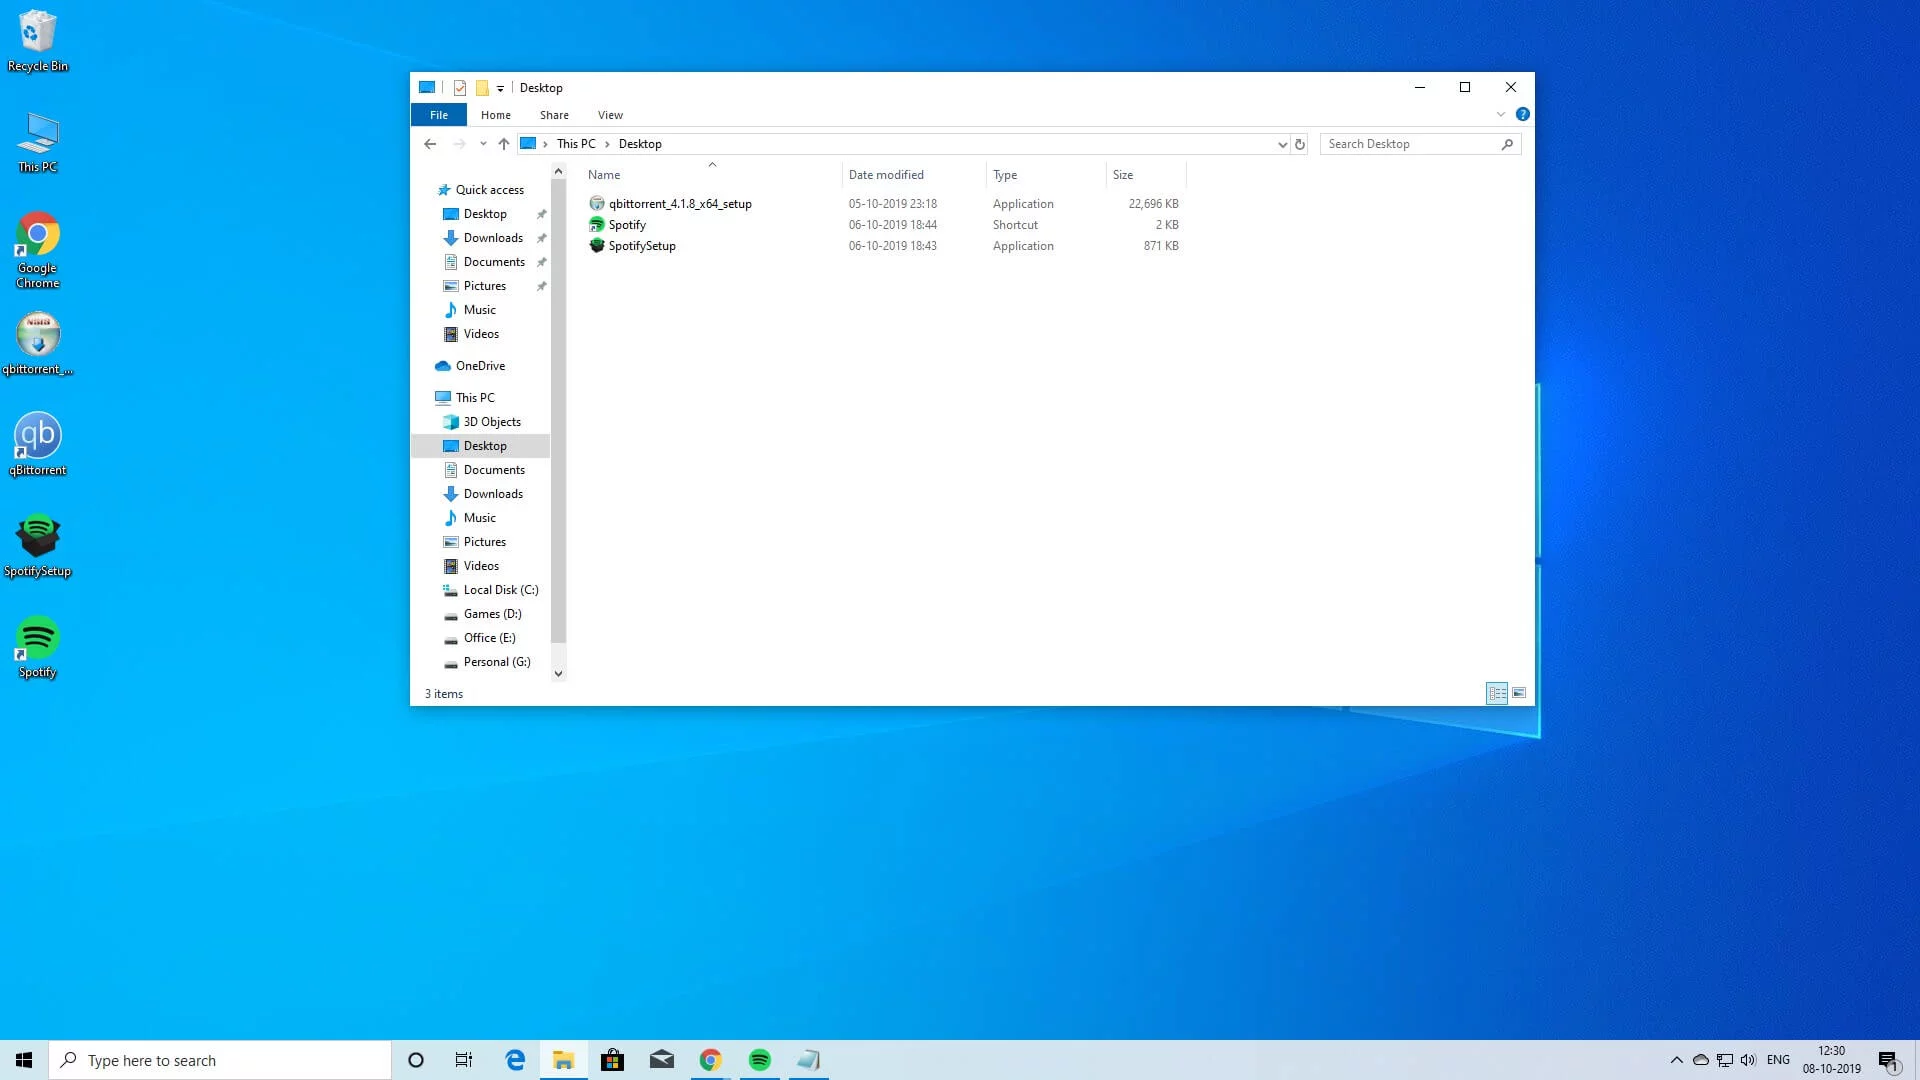 Recycle Bin
This PC
Google
Chrome
NSIS
qbittorrent_...
qb
qBittorrent
SpotifySetup
Spotify
Desktop
File Home Share View
This PC Desktop
Search Desktop
Name Date modified Type Size
qbittorrent_4.1.8_x64_setup 05-10-2019 23:18 Application 22,696 KB
Spotify 06-10-2019 18:44 Shortcut 2 KB
SpotifySetup 06-10-2019 18:43 Application 871 KB
Quick access
Desktop
Downloads
Documents
Pictures
Music
Videos
OneDrive
This PC
3D Objects
Desktop
Documents
Downloads
Music
Pictures
Videos
Local Disk (C:)
Games (D:)
Office (E:)
Personal (G:)
3 items
Type here to search
ENG
12:30
08-10-2019
1